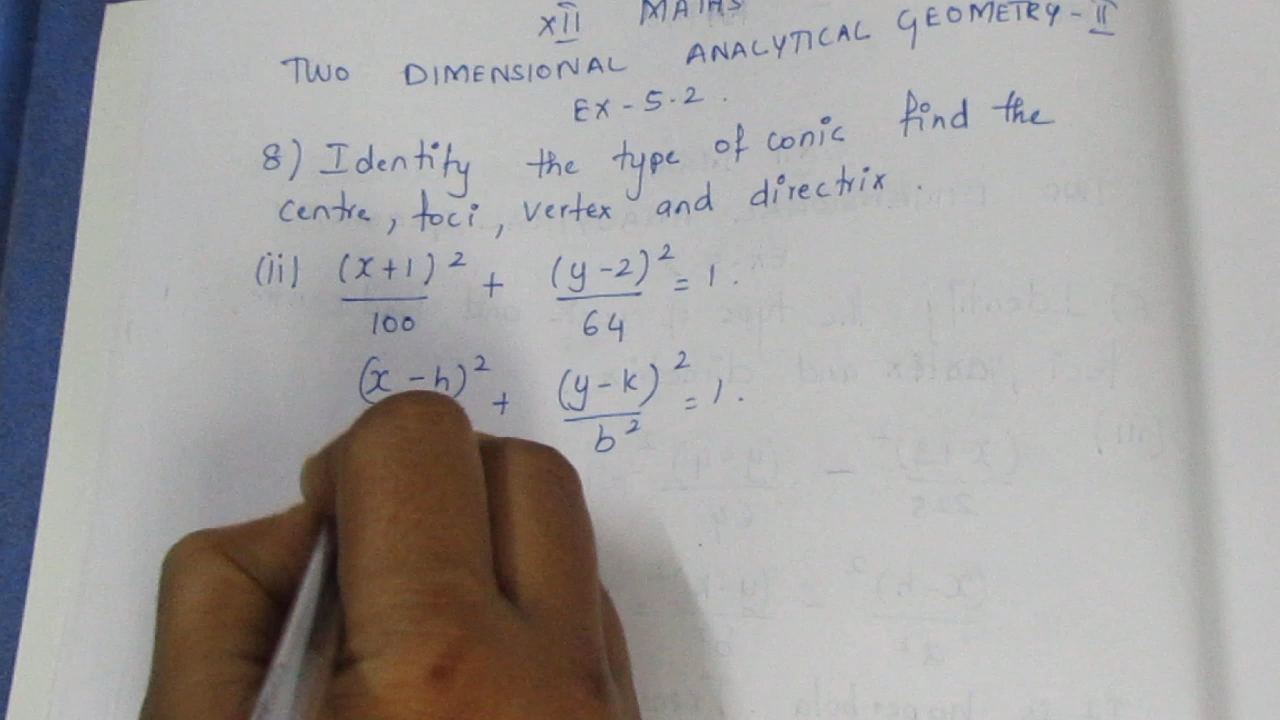 XII MATHS
TWO DIMENSIONAL ANALYTICAL GEOMETRY - II
EX - 5.2.
8) Identify the type of conic find the
centre, foci, vertex and directrix.
(ii) (x+1)²/100 + (y-2)²/64 = 1.
(x-h)² + (y-k)²/b² = 1.